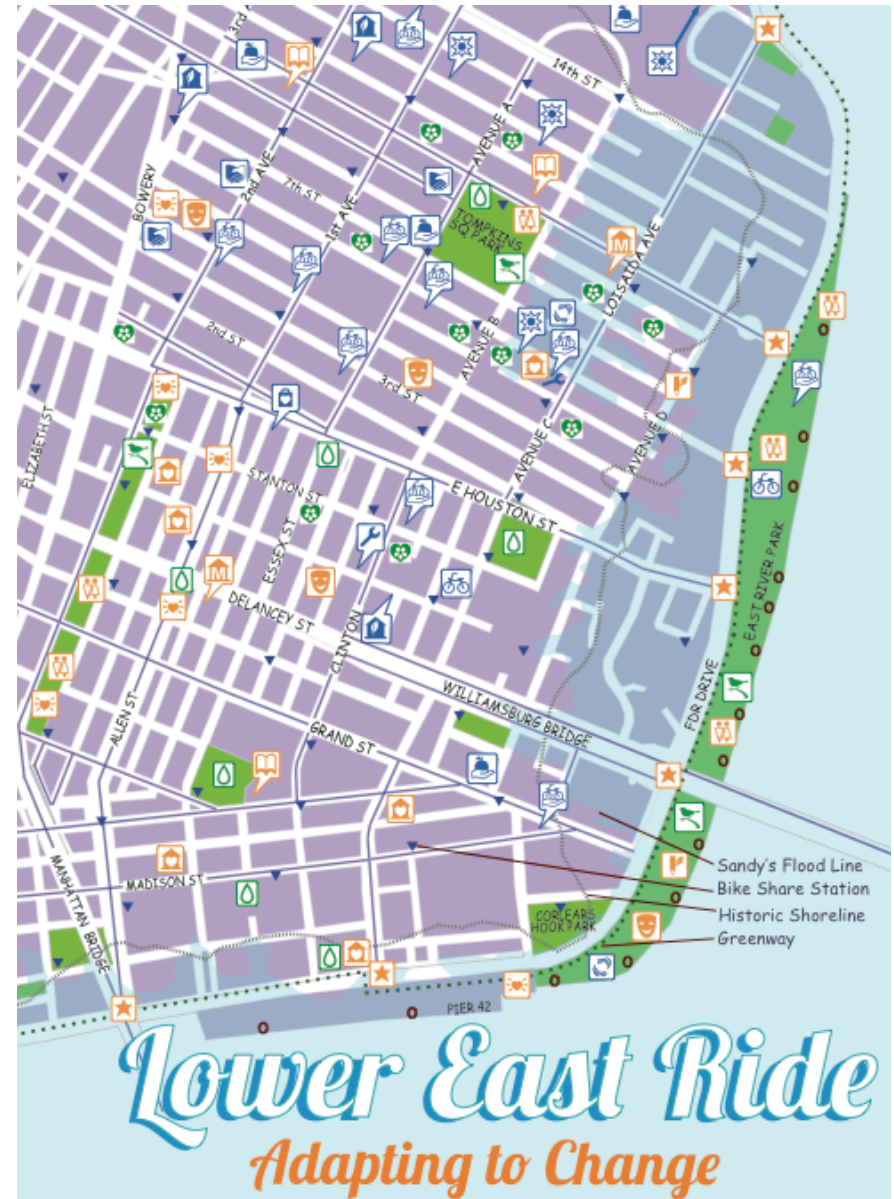 3rd A
14th ST
AVENUE A
BOWERY
2nd AVE
7th ST
1st AVE
TOMPKINS
SQ PARK
LOISAIDA AVE
2nd ST
AVENUE B
3rd ST
ELIZABETH ST
AVENUE C
AVENUE D
STANTON ST
E HOUSTON ST
ESSEX ST
EAST RIVER PARK
DELANCEY ST
CLINTON
WILLIAMSBURG BRIDGE
FDR DRIVE
ALLEN ST
GRAND ST
Sandy's Flood Line
Bike Share Station
Historic Shoreline
Greenway
MANHATTAN BRIDGE
MADISON ST
CORLEARS
HOOK PARK
PIER 42
Lower East Ride
Adapting to Change